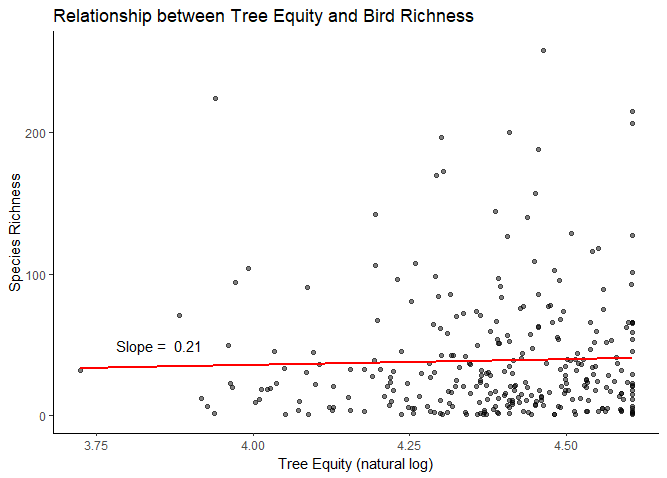 Relationship between Tree Equity and Bird Richness
200
100
0
Species Richness
Slope =  0.21
3.75 4.00 4.25 4.50
Tree Equity (natural log)